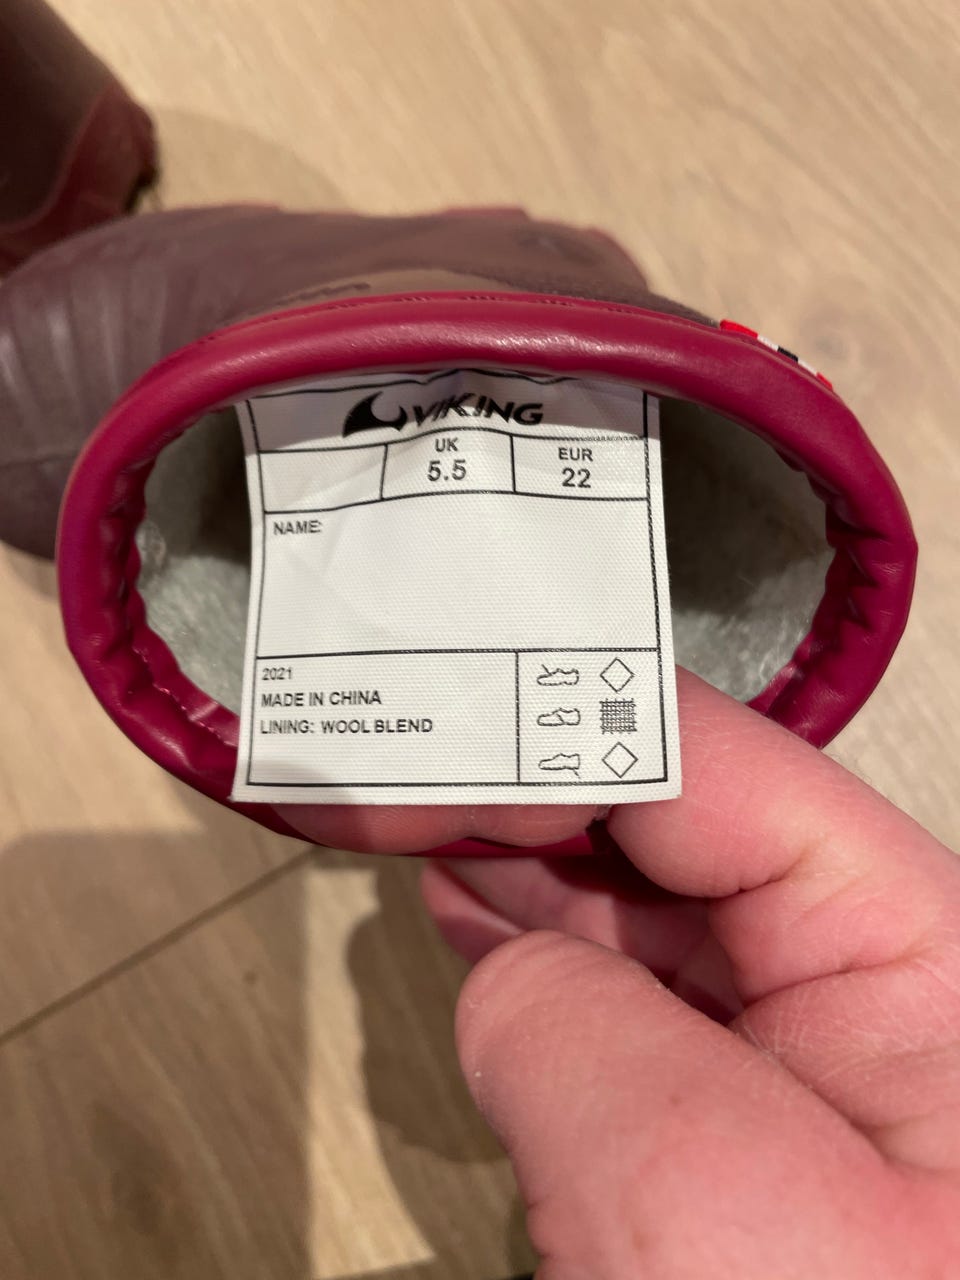 VIKING
UK EUR
5.5 22
NAME:
2021
MADE IN CHINA
LINING: WOOL BLEND